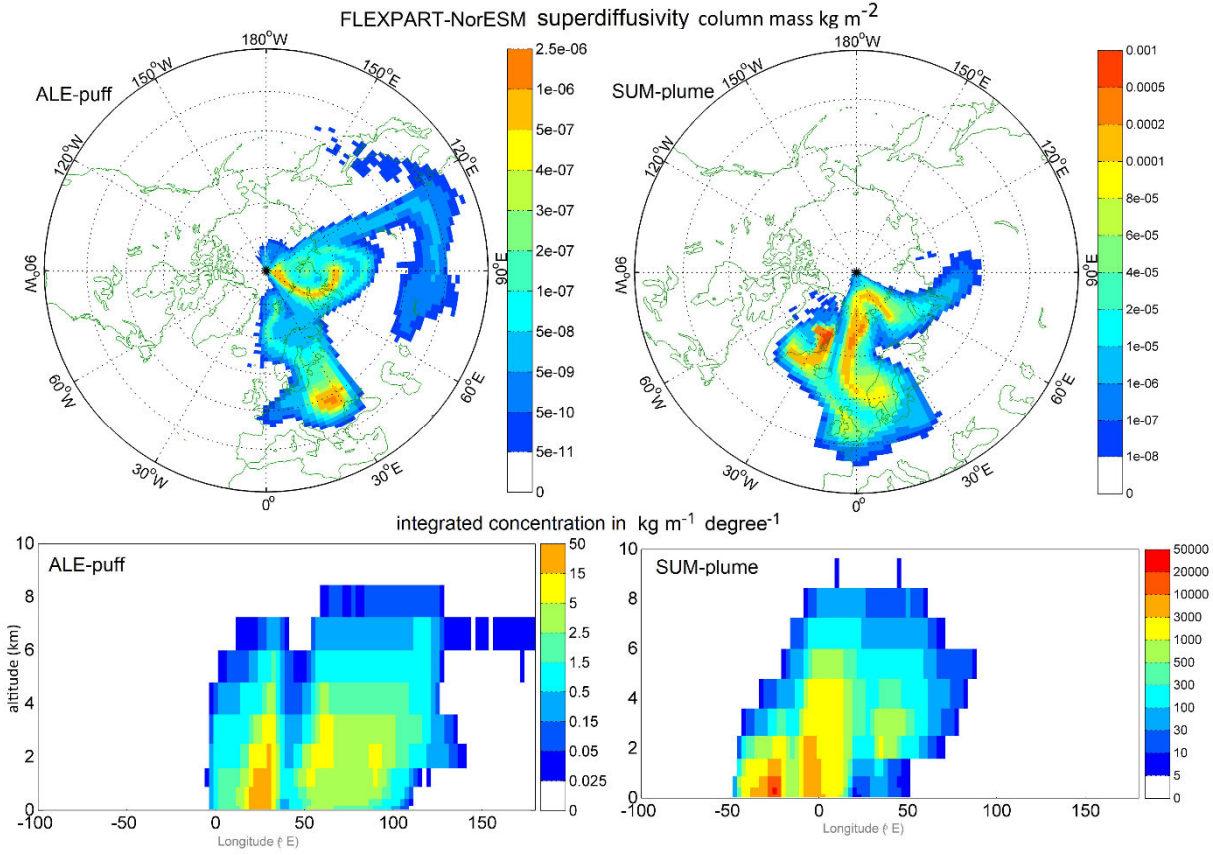 FLEXPART-NorESM superdiffusivity column mass kg m-2
ALE-puff
180°W
150°W
150°E
120°W
120°E
90°W
90°E
60°W
60°E
30°W
30°E
0°
2.5e-06
1e-06
5e-07
4e-07
3e-07
2e-07
1e-07
5e-08
5e-09
5e-10
5e-11
0
SUM-plume
180°W
150°W
150°E
120°W
120°E
90°W
90°E
60°W
60°E
30°W
30°E
0°
0.001
0.0005
0.0002
0.0001
8e-05
6e-05
4e-05
2e-05
1e-05
1e-06
1e-07
1e-08
0
integrated concentration in kg m-1 degree-1
ALE-puff
altitude (km)
10
8
6
4
2
0
-100 -50 0 50 100 150
Longitude (° E)
50
15
5
2.5
1.5
0.5
0.15
0.05
0.025
0
SUM-plume
10
8
6
4
2
0
-100 -50 0 50 100 150
Longitude (° E)
50000
20000
10000
3000
1000
500
300
100
30
10
5
0